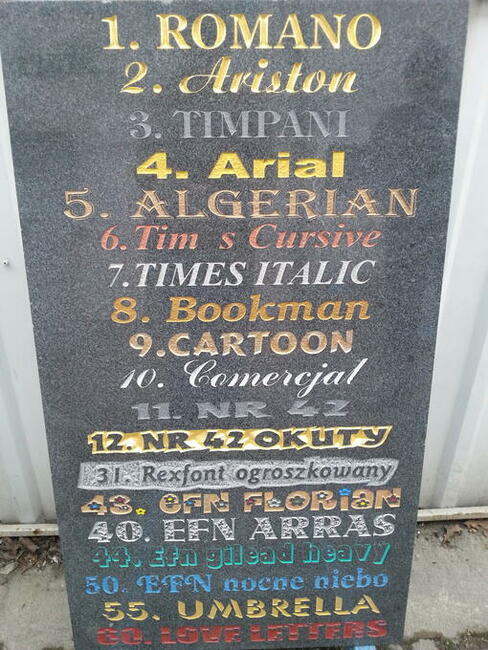 1. ROMANO
2. Ariston
3. TIMPANI
4. Arial
5. ALGERIAN
6. Tim s Cursive
7. TIMES ITALIC
8. Bookman
9. CARTOON
10. Comercjal
11. NR 42
12. NR 42 OKUTY
31. Rexfont ogroszkowany
43. EFN FLORIAN
40. EFN ARRAS
44. Efn gilead heavy
50. EFN nocne niebo
55. UMBRELLA
60. LOVE LETTERS